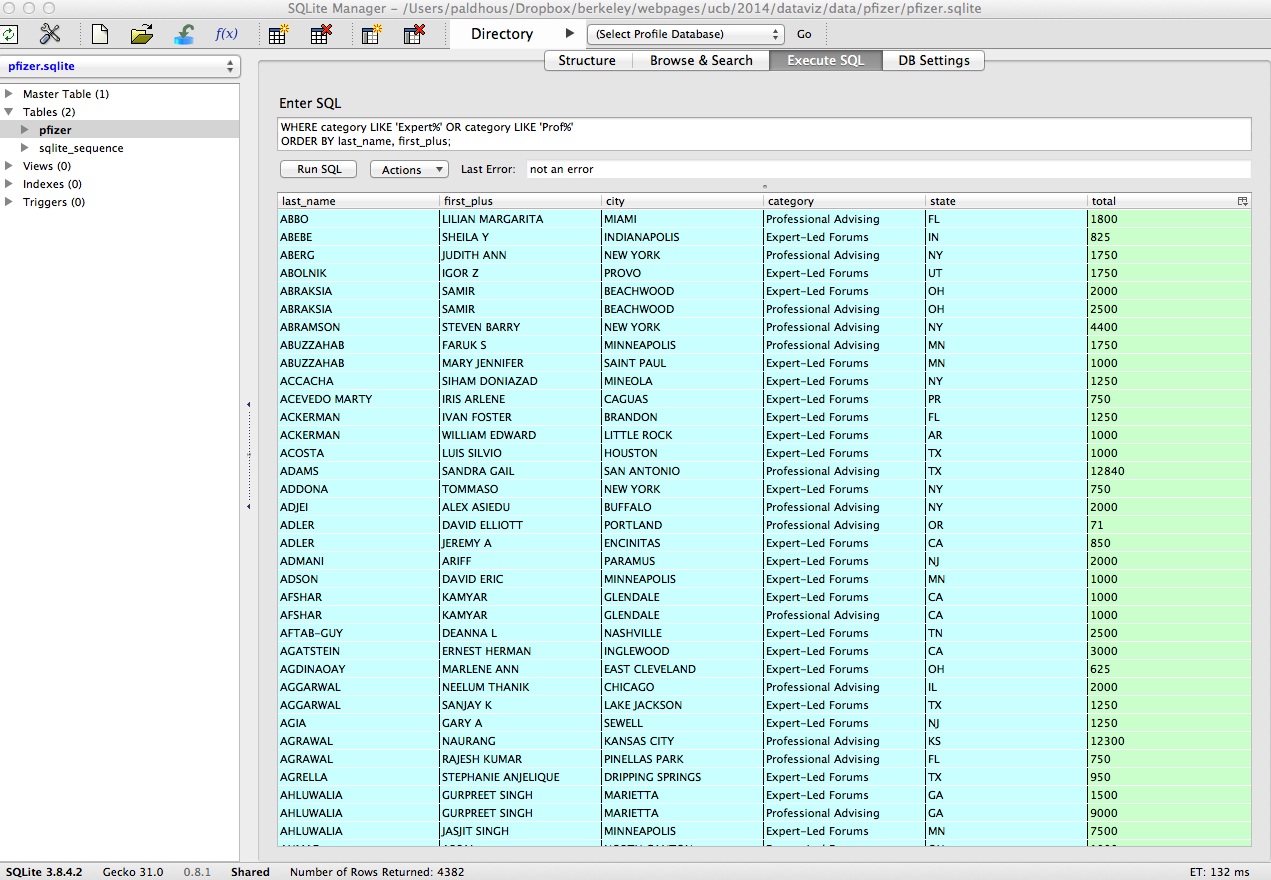 SQLite Manager - /Users/paldhous/Dropbox/berkeley/webpages/ucb/2014/dataviz/data/pfizer/pfizer.sqlite
f(x) Directory (Select Profile Database) Go
pfizer.sqlite
Structure Browse & Search Execute SQL DB Settings
Master Table (1)
Tables (2)
pfizer
sqlite_sequence
Views (0)
Indexes (0)
Triggers (0)
Enter SQL
WHERE category LIKE 'Expert%' OR category LIKE 'Prof%'
ORDER BY last_name, first_plus;
Run SQL Actions Last Error: not an error
last_name first_plus city category state total
ABBO LILIAN MARGARITA MIAMI Professional Advising FL 1800
ABEBE SHEILA Y INDIANAPOLIS Expert-Led Forums IN 825
ABERG JUDITH ANN NEW YORK Professional Advising NY 1750
ABOLNIK IGOR Z PROVO Expert-Led Forums UT 1750
ABRAKSIA SAMIR BEACHWOOD Expert-Led Forums OH 2000
ABRAKSIA SAMIR BEACHWOOD Professional Advising OH 2500
ABRAMSON STEVEN BARRY NEW YORK Professional Advising NY 4400
ABUZZAHAB FARUK S MINNEAPOLIS Professional Advising MN 1750
ABUZZAHAB MARY JENNIFER SAINT PAUL Expert-Led Forums MN 1000
ACCACHA SIHAM DONIAZAD MINEOLA Expert-Led Forums NY 1250
ACEVEDO MARTY IRIS ARLENE CAGUAS Expert-Led Forums PR 750
ACKERMAN IVAN FOSTER BRANDON Expert-Led Forums FL 1250
ACKERMAN WILLIAM EDWARD LITTLE ROCK Expert-Led Forums AR 1000
ACOSTA LUIS SILVIO HOUSTON Expert-Led Forums TX 1000
ADAMS SANDRA GAIL SAN ANTONIO Professional Advising TX 12840
ADDONA TOMMASO NEW YORK Expert-Led Forums NY 750
ADJEI ALEX ASIEDU BUFFALO Professional Advising NY 2000
ADLER DAVID ELLIOTT PORTLAND Professional Advising OR 71
ADLER JEREMY A ENCINITAS Expert-Led Forums CA 850
ADMANI ARIFF PARAMUS Expert-Led Forums NJ 2000
ADSON DAVID ERIC MINNEAPOLIS Expert-Led Forums MN 1000
AFSHAR KAMYAR GLENDALE Expert-Led Forums CA 1000
AFSHAR KAMYAR GLENDALE Professional Advising CA 1000
AFTAB-GUY DEANNA L NASHVILLE Expert-Led Forums TN 2500
AGATSTEIN ERNEST HERMAN INGLEWOOD Expert-Led Forums CA 3000
AGDINAOAY MARLENE ANN EAST CLEVELAND Expert-Led Forums OH 625
AGGARWAL NEELUM THANIK CHICAGO Professional Advising IL 2000
AGGARWAL SANJAY K LAKE JACKSON Expert-Led Forums TX 1250
AGIA GARY A SEWELL Expert-Led Forums NJ 1250
AGRAWAL NAURANG KANSAS CITY Professional Advising KS 12300
AGRAWAL RAJESH KUMAR PINELLAS PARK Professional Advising FL 750
AGRELLA STEPHANIE ANJELIQUE DRIPPING SPRINGS Expert-Led Forums TX 950
AHLUWALIA GURPREET SINGH MARIETTA Expert-Led Forums GA 1500
AHLUWALIA GURPREET SINGH MARIETTA Professional Advising GA 9000
AHLUWALIA JASJIT SINGH MINNEAPOLIS Expert-Led Forums MN 7500
SQLite 3.8.4.2 Gecko 31.0 0.8.1 Shared Number of Rows Returned: 4382 ET: 132 ms